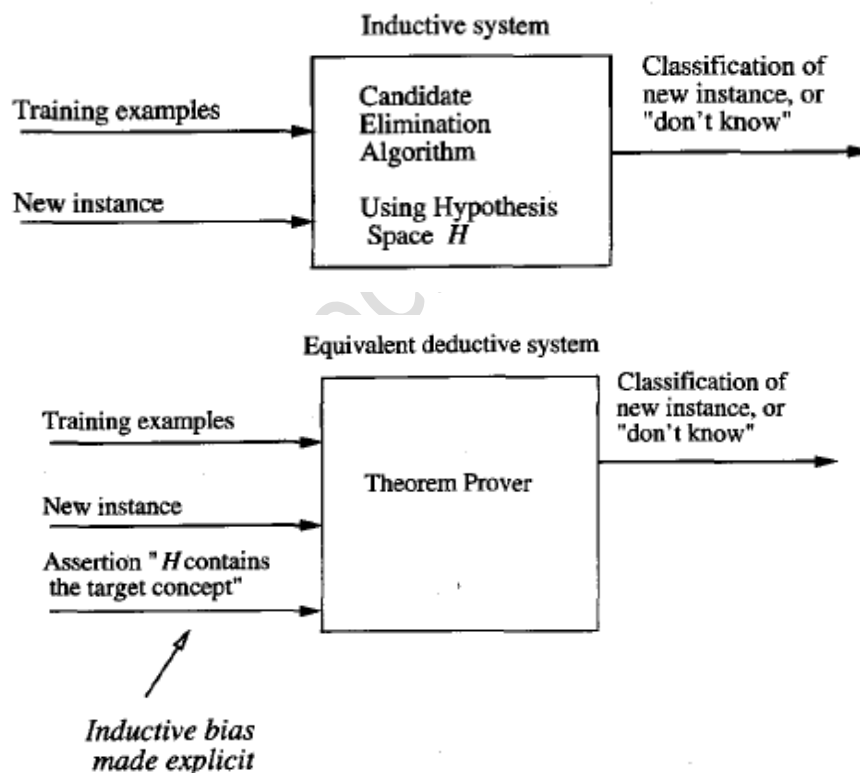 Inductive system
Training examples
New instance
Candidate
Elimination
Algorithm
Using Hypothesis
Space H
Classification of
new instance, or
"don't know"
Equivalent deductive system
Training examples
New instance
Assertion "H contains
the target concept"
Theorem Prover
Classification of
new instance, or
"don't know"
Inductive bias
made explicit